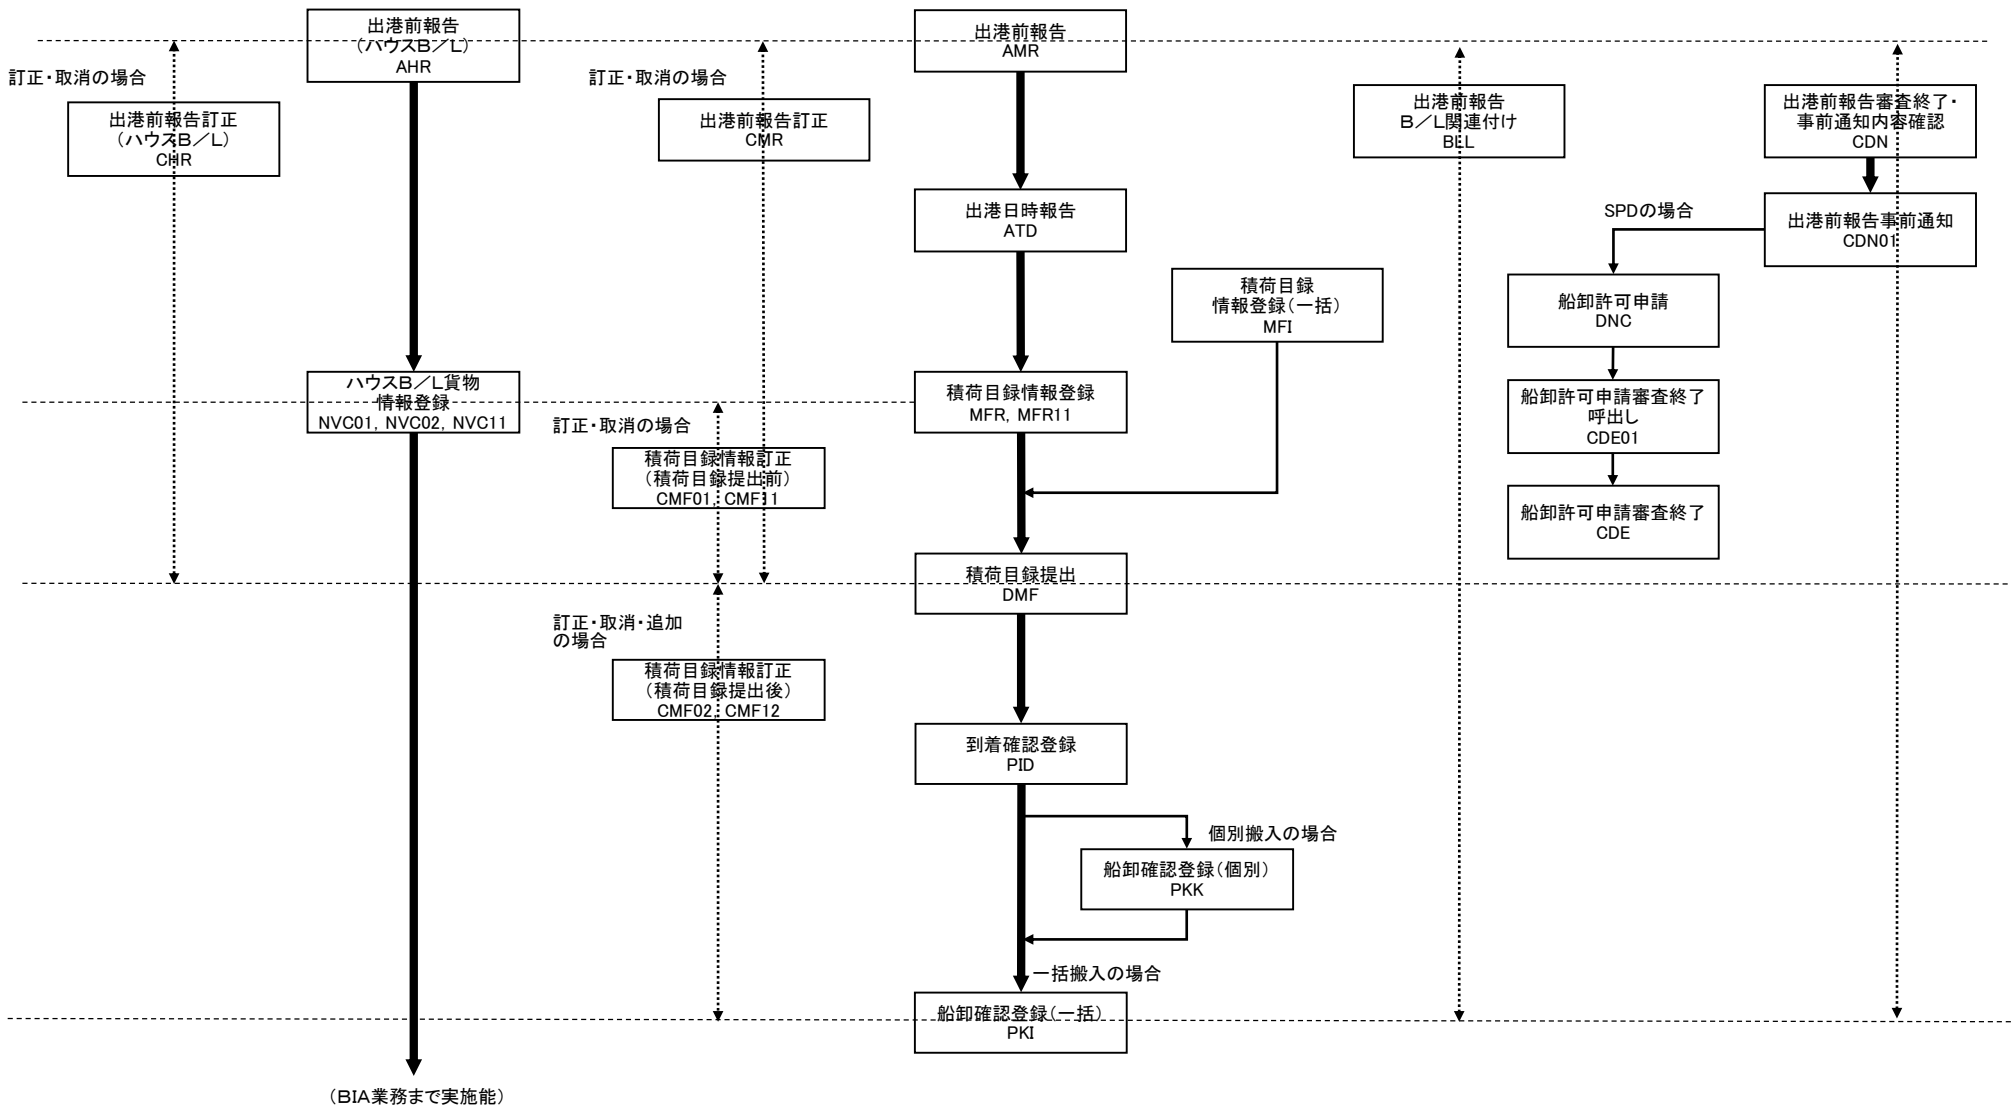 出港前報告
（ハウスB／L）
AHR
出港前報告
AMR
訂正・取消の場合
訂正・取消の場合
出港前報告訂正
（ハウスB／L）
CHR
出港前報告訂正
CMR
出港前報告
B／L関連付け
BLL
出港前報告審査終了・
事前通知内容確認
CDN
出港日時報告
ATD
SPDの場合
出港前報告事前通知
CDN01
積荷目録
情報登録（一括）
MFI
船卸許可申請
DNC
ハウスB／L貨物
情報登録
NVC01, NVC02, NVC11
積荷目録情報登録
MFR, MFR11
船卸許可申請審査終了
呼出し
CDE01
訂正・取消の場合
積荷目録情報訂正
（積荷目録提出前）
CMF01, CMF11
船卸許可申請審査終了
CDE
積荷目録提出
DMF
訂正・取消・追加
の場合
積荷目録情報訂正
（積荷目録提出後）
CMF02, CMF12
到着確認登録
PID
個別搬入の場合
船卸確認登録（個別）
PKK
一括搬入の場合
船卸確認登録（一括）
PKI
（BIA業務まで実施能）